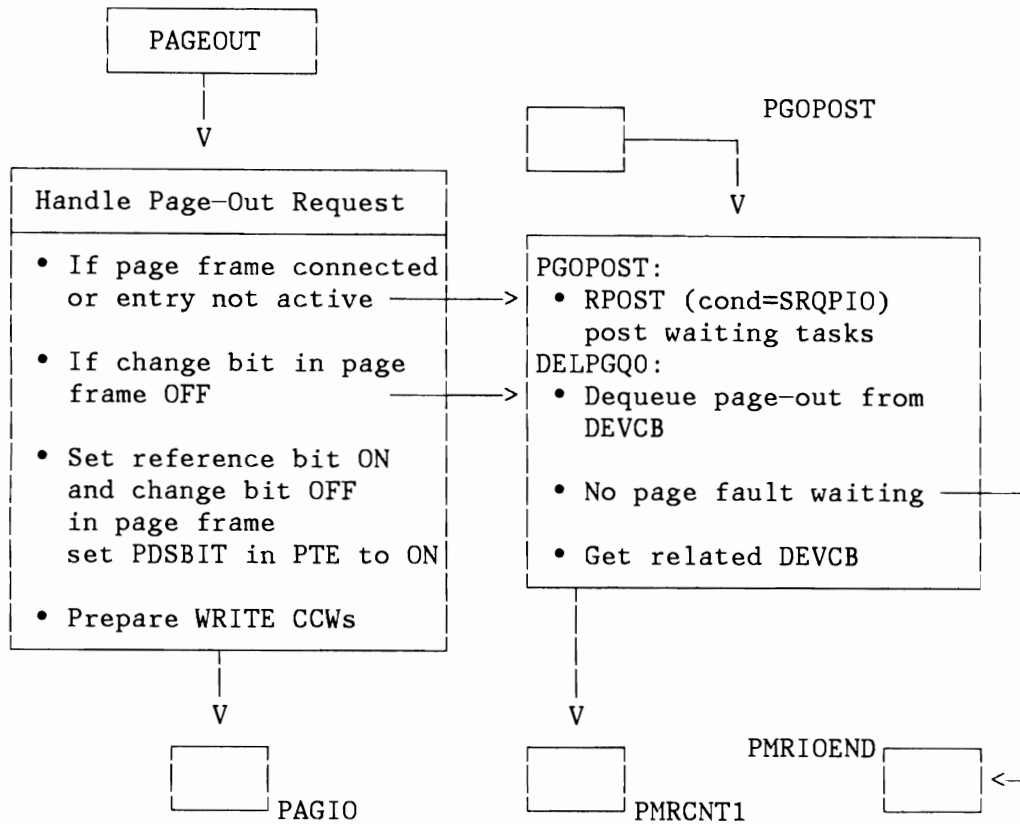 PAGEOUT
PGOPOST
Handle Page-Out Request
• If page frame connected
or entry not active
• If change bit in page
frame OFF
• Set reference bit ON
and change bit OFF
in page frame
set PDSBIT in PTE to ON
• Prepare WRITE CCWs
PGOPOST:
• RPOST (cond=SRQPIO)
post waiting tasks
DELPGQO:
• Dequeue page-out from
DEVCB
• No page fault waiting
• Get related DEVCB
PAGIO
PMRCNT1
PMRIOEND